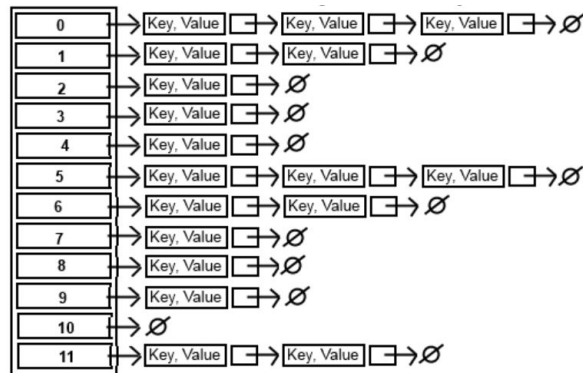 0 Key, Value Key, Value Key, Value ∅
1 Key, Value Key, Value ∅
2 Key, Value ∅
3 Key, Value ∅
4 Key, Value ∅
5 Key, Value Key, Value Key, Value ∅
6 Key, Value Key, Value ∅
7 Key, Value ∅
8 Key, Value ∅
9 Key, Value ∅
10 ∅
11 Key, Value Key, Value ∅